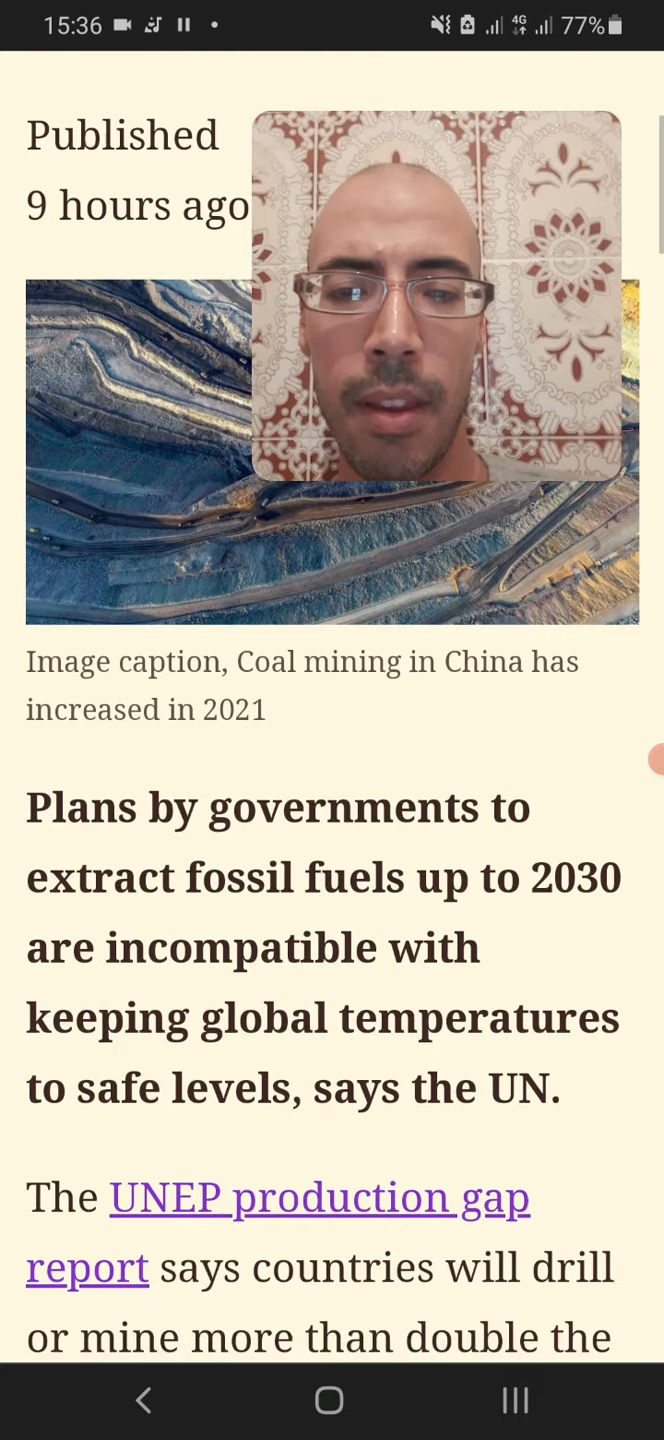 15:36
4G
77%
Published
9 hours ago
Image caption, Coal mining in China has
increased in 2021
Plans by governments to
extract fossil fuels up to 2030
are incompatible with
keeping global temperatures
to safe levels, says the UN.
The UNEP production gap
report says countries will drill
or mine more than double the